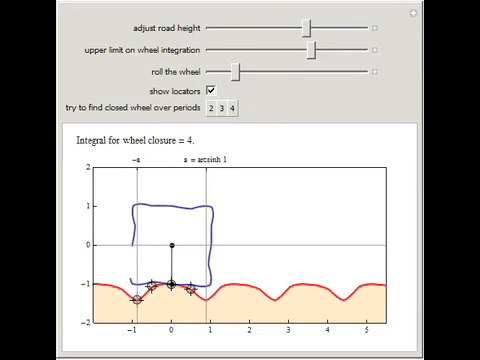 adjust road height
upper limit on wheel integration
roll the wheel
show locators
try to find closed wheel over periods 2 3 4
Integral for wheel closure = 4.
−a a = arcsinh 1
2
1
0
−1
−2
−1 0 1 2 3 4 5